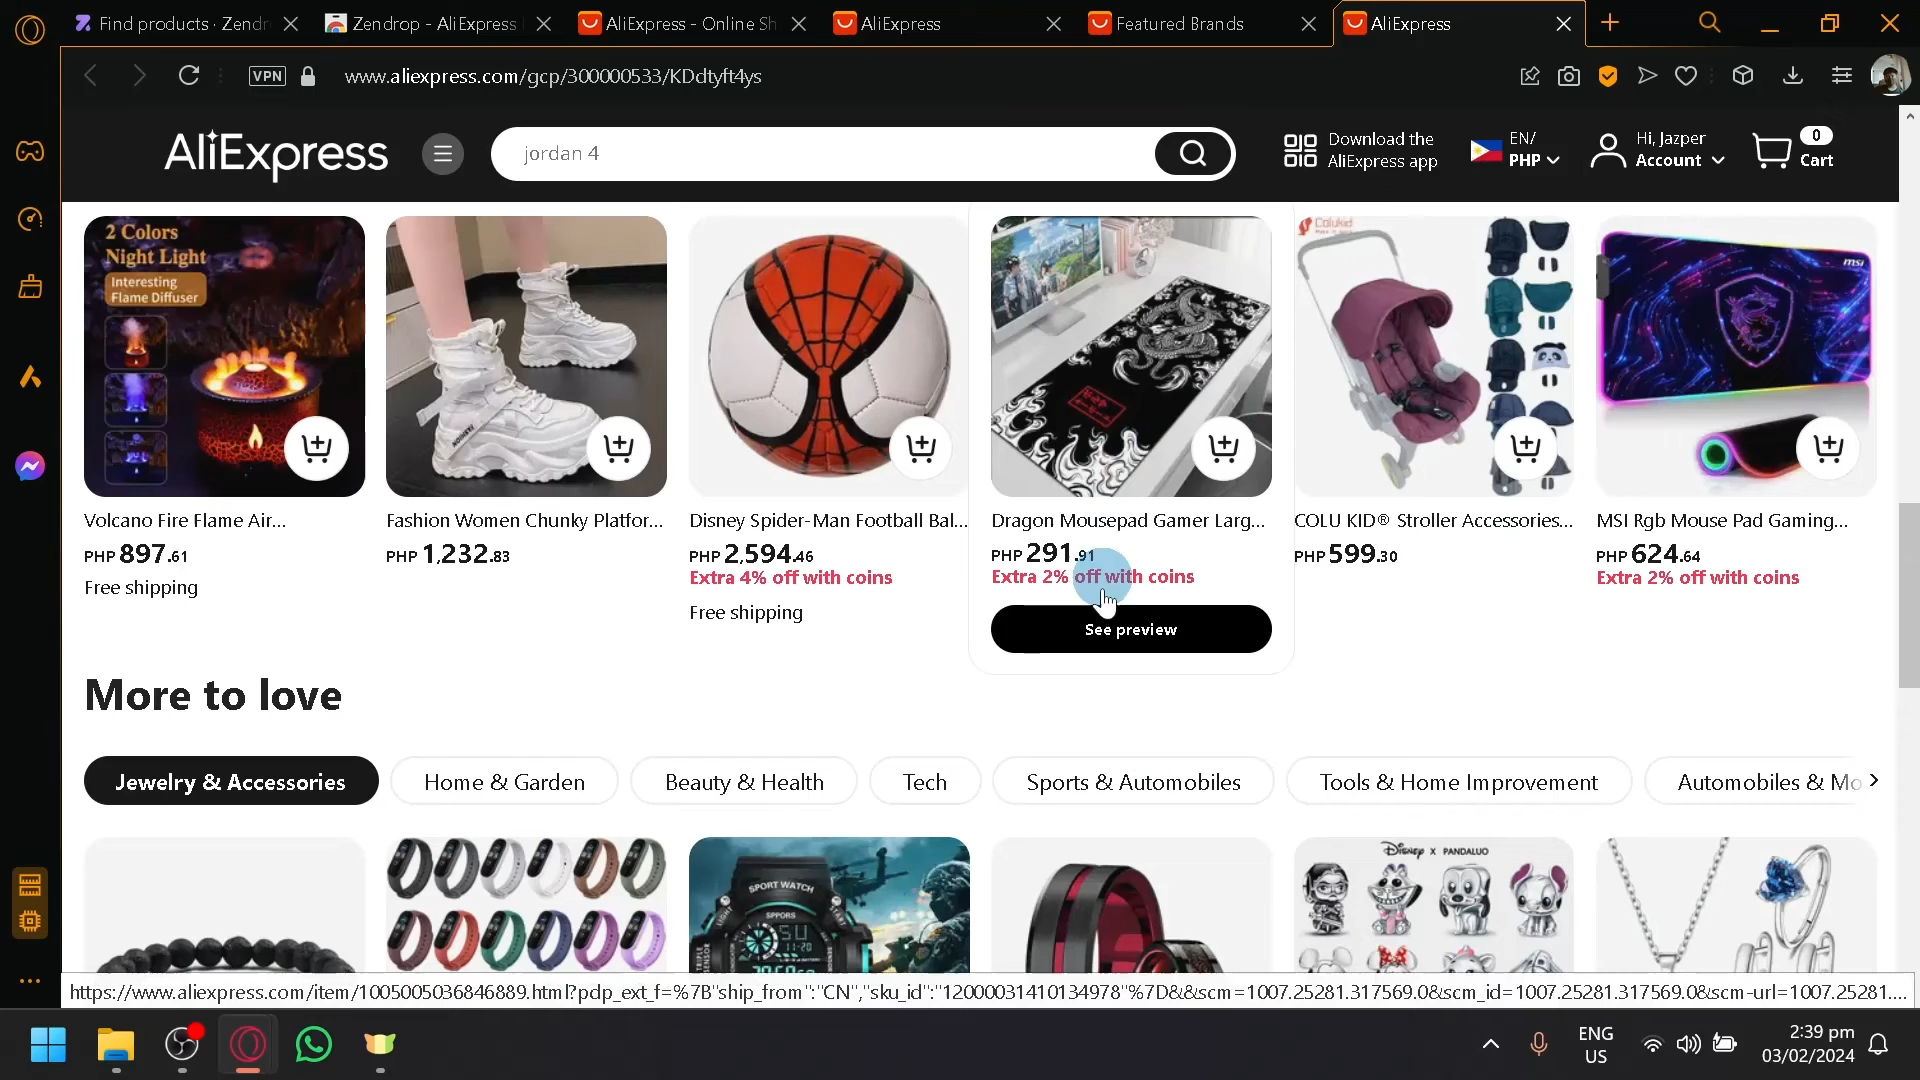 Find products · Zendr
Zendrop - AliExpress
AliExpress - Online Sh
AliExpress
Featured Brands
AliExpress
VPN
www.aliexpress.com/gcp/300000533/KDdtyft4ys
AliExpress
jordan 4
Download the
AliExpress app
EN/
PHP
Hi, Jazper
Account
0
Cart
2 Colors
Night Light
Interesting
Flame Diffuser
FASHION
Colukid
msi
Volcano Fire Flame Air...
Fashion Women Chunky Platfor...
Disney Spider-Man Football Bal...
Dragon Mousepad Gamer Larg...
COLU KID® Stroller Accessories...
MSI Rgb Mouse Pad Gaming...
PHP 897.61
PHP 1,232.83
PHP 2,594.46
PHP 291.91
PHP 599.30
PHP 624.64
Extra 4% off with coins
Extra 2% off with coins
Extra 2% off with coins
Free shipping
Free shipping
See preview
More to love
Jewelry & Accessories
Home & Garden
Beauty & Health
Tech
Sports & Automobiles
Tools & Home Improvement
Automobiles & Mo
SPORT WATCH
SPPORS
Disney X PANDALUO
https://www.aliexpress.com/item/1005005036846889.html?pdp_ext_f=%7B"ship_from":"CN","sku_id":"12000031410134978"%7D&&scm=1007.25281.317569.0&scm_id=1007.25281.317569.0&scm-url=1007.25281....
ENG
US
2:39 pm
03/02/2024